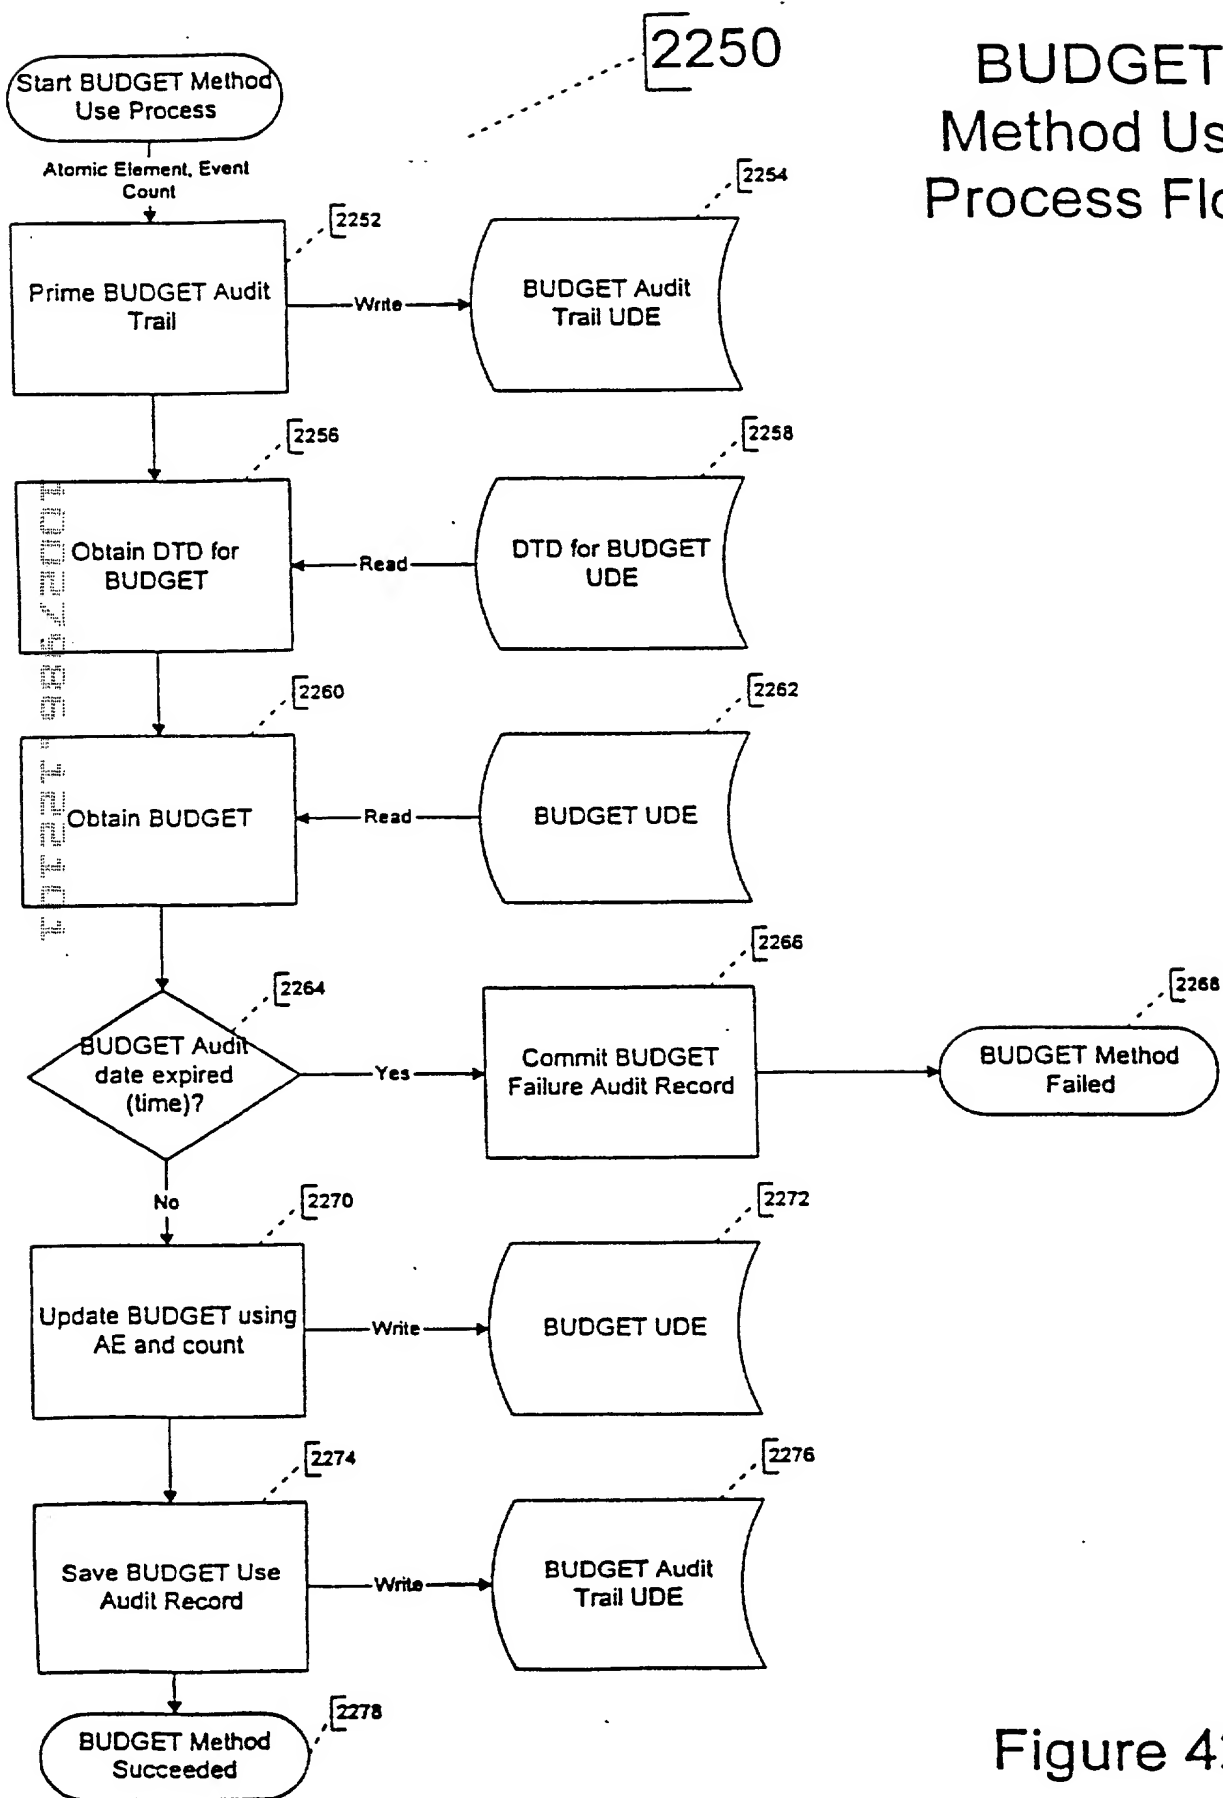 2250
BUDGET
Method Us
Process Flo
Start BUDGET Method
Use Process
Atomic Element, Event
Count
2252
2254
Prime BUDGET Audit
Trail
Write
BUDGET Audit
Trail UDE
2256
2258
Obtain DTD for
BUDGET
Read
DTD for BUDGET
UDE
2260
2262
Obtain BUDGET
Read
BUDGET UDE
2264
2266
2268
BUDGET Audit
date expired
(time)?
Yes
Commit BUDGET
Failure Audit Record
BUDGET Method
Failed
No
2270
2272
Update BUDGET using
AE and count
Write
BUDGET UDE
2274
2276
Save BUDGET Use
Audit Record
Write
BUDGET Audit
Trail UDE
2278
BUDGET Method
Succeeded
Figure 4